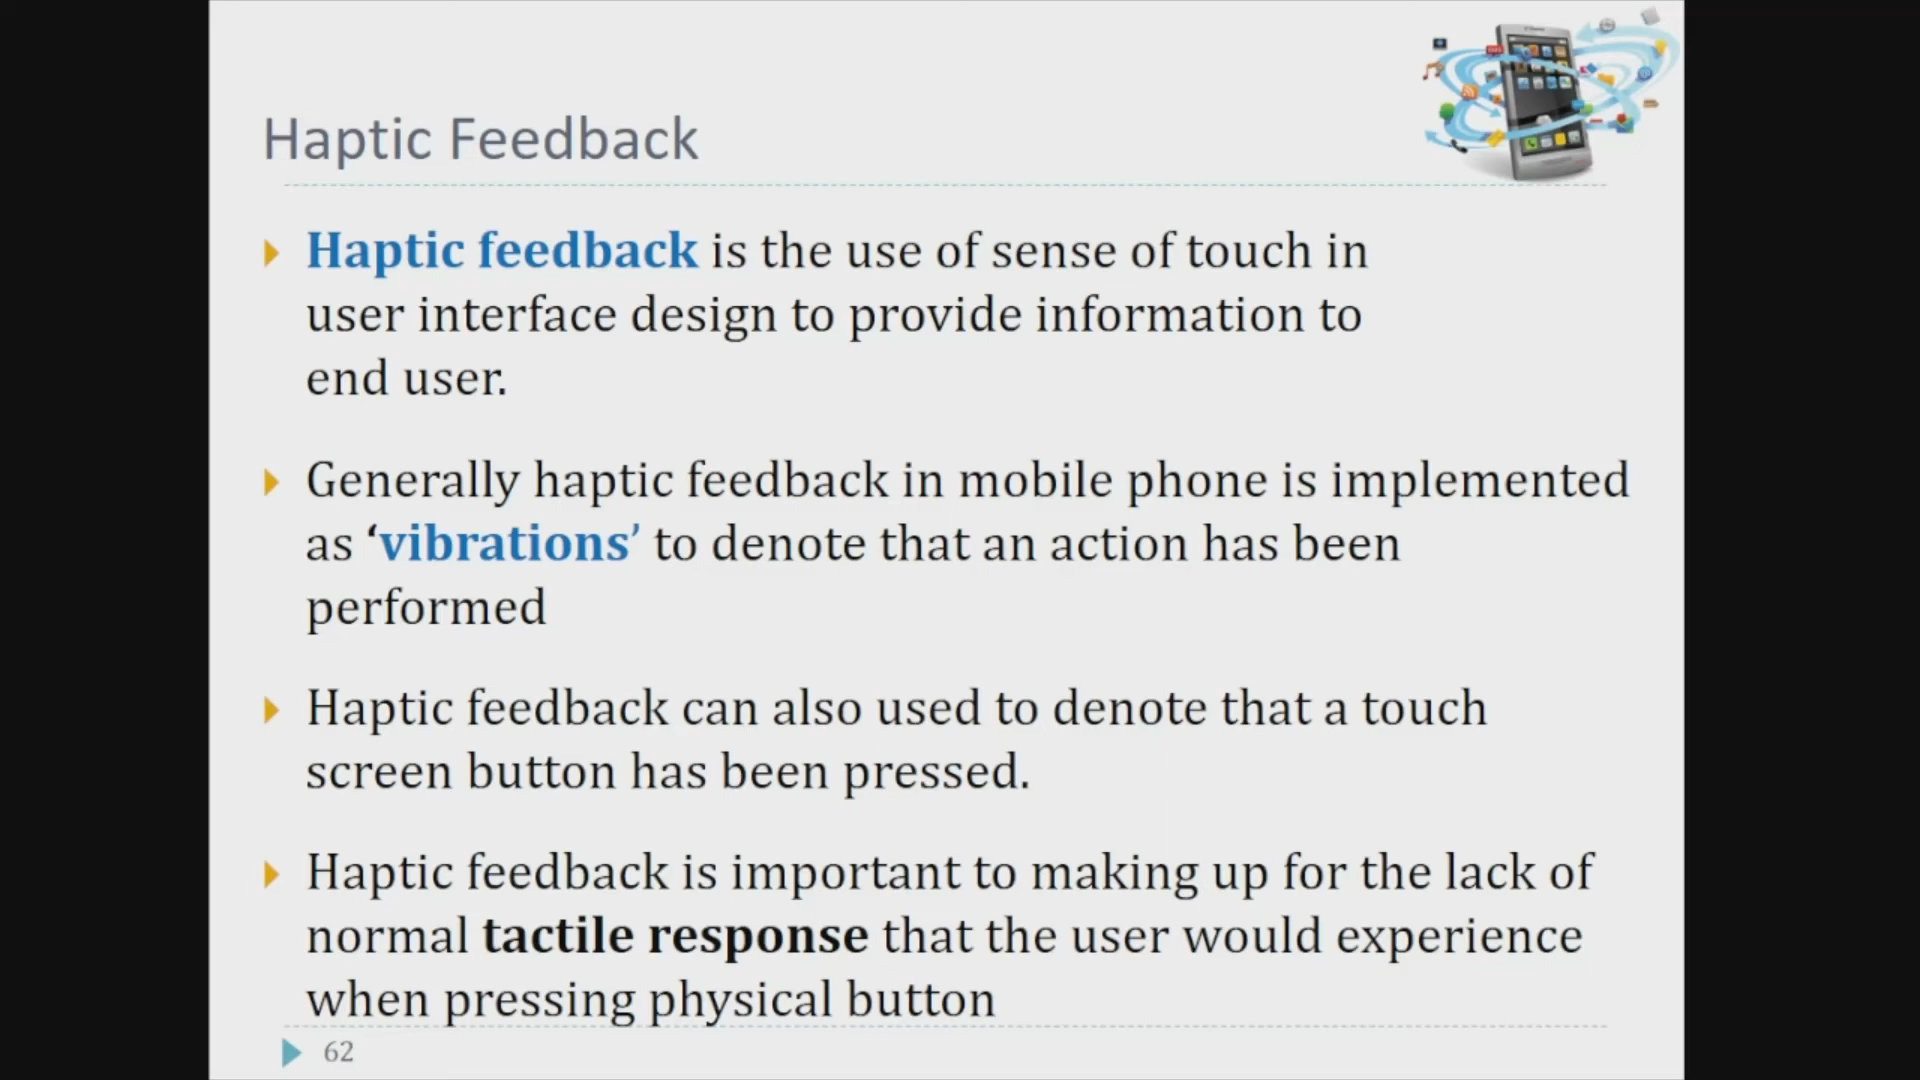 Haptic Feedback
Haptic feedback is the use of sense of touch in
user interface design to provide information to
end user.
Generally haptic feedback in mobile phone is implemented
as ‘vibrations’ to denote that an action has been
performed
Haptic feedback can also used to denote that a touch
screen button has been pressed.
Haptic feedback is important to making up for the lack of
normal tactile response that the user would experience
when pressing physical button
62